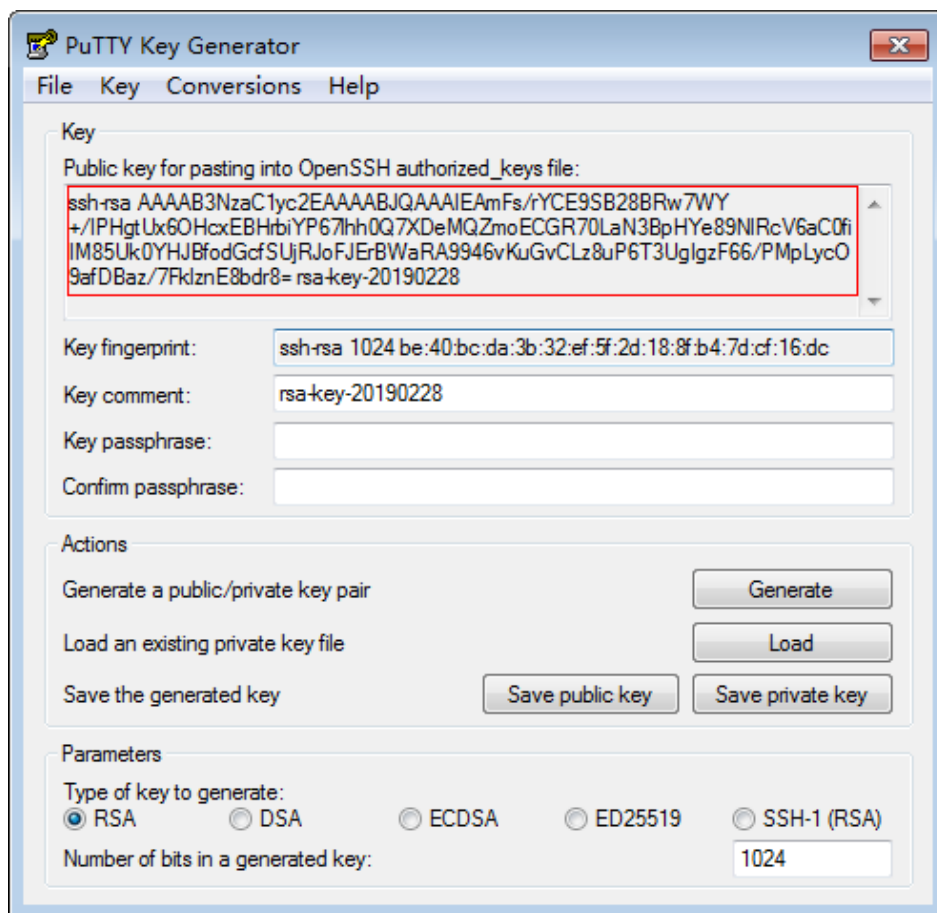 PuTTY Key Generator
File Key Conversions Help
Key
Public key for pasting into OpenSSH authorized_keys file:
ssh-rsa AAAAB3NzaC1yc2EAAAABJQAAAIEAmFs/rYCE9SB28BRw7WY
+/IPHgtUx6OHcxEBHrbiYP67lhh0Q7XDeMQZmoECGR70LaN3BpHYe89NIRcV6aC0fi
IM85Uk0YHJBfodGcfSUjRJoFJErBWaRA9946vKuGvCLz8uP6T3UgIgzF66/PMpLycO
9afDBaz/7FkIznE8bdr8= rsa-key-20190228
Key fingerprint: ssh-rsa 1024 be:40:bc:da:3b:32:ef:5f:2d:18:8f:b4:7d:cf:16:dc
Key comment: rsa-key-20190228
Key passphrase:
Confirm passphrase:
Actions
Generate a public/private key pair Generate
Load an existing private key file Load
Save the generated key Save public key Save private key
Parameters
Type of key to generate:
RSA DSA ECDSA ED25519 SSH-1 (RSA)
Number of bits in a generated key: 1024